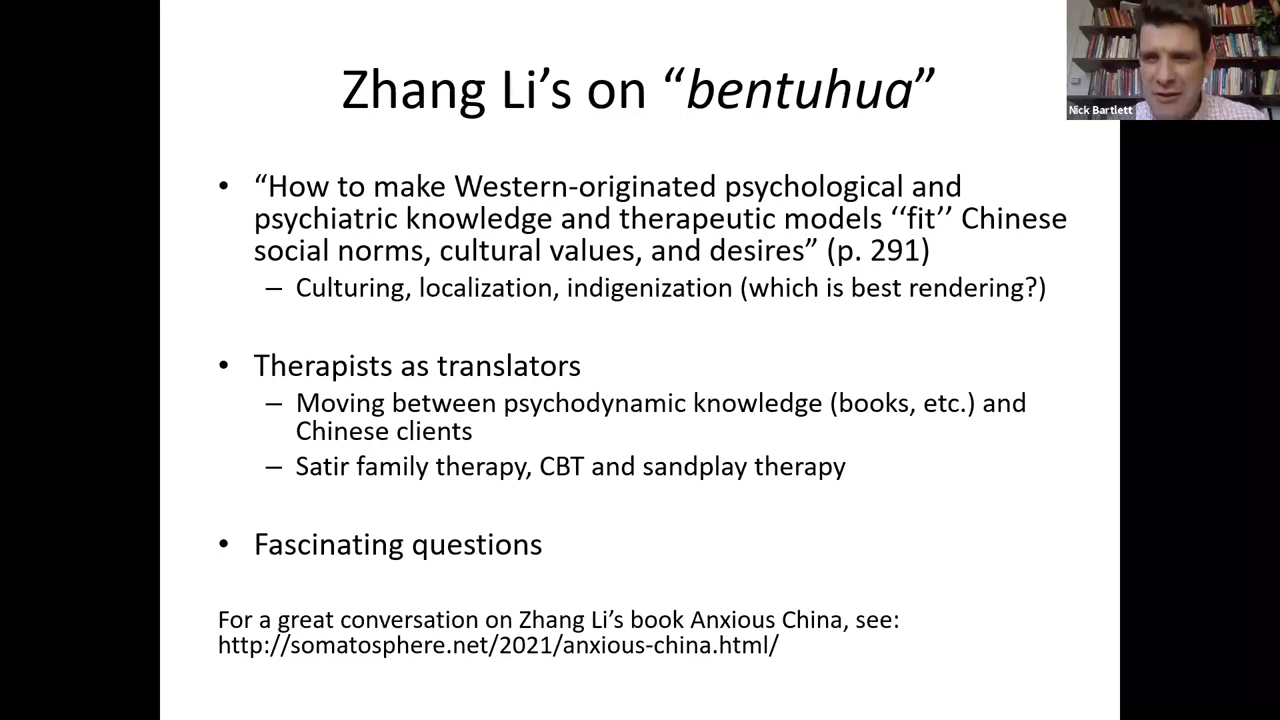 Zhang Li’s on “bentuhua”
Nick Bartlett
• “How to make Western-originated psychological and
psychiatric knowledge and therapeutic models ‘‘fit’’ Chinese
social norms, cultural values, and desires” (p. 291)
– Culturing, localization, indigenization (which is best rendering?)
• Therapists as translators
– Moving between psychodynamic knowledge (books, etc.) and
Chinese clients
– Satir family therapy, CBT and sandplay therapy
• Fascinating questions
For a great conversation on Zhang Li’s book Anxious China, see:
http://somatosphere.net/2021/anxious-china.html/